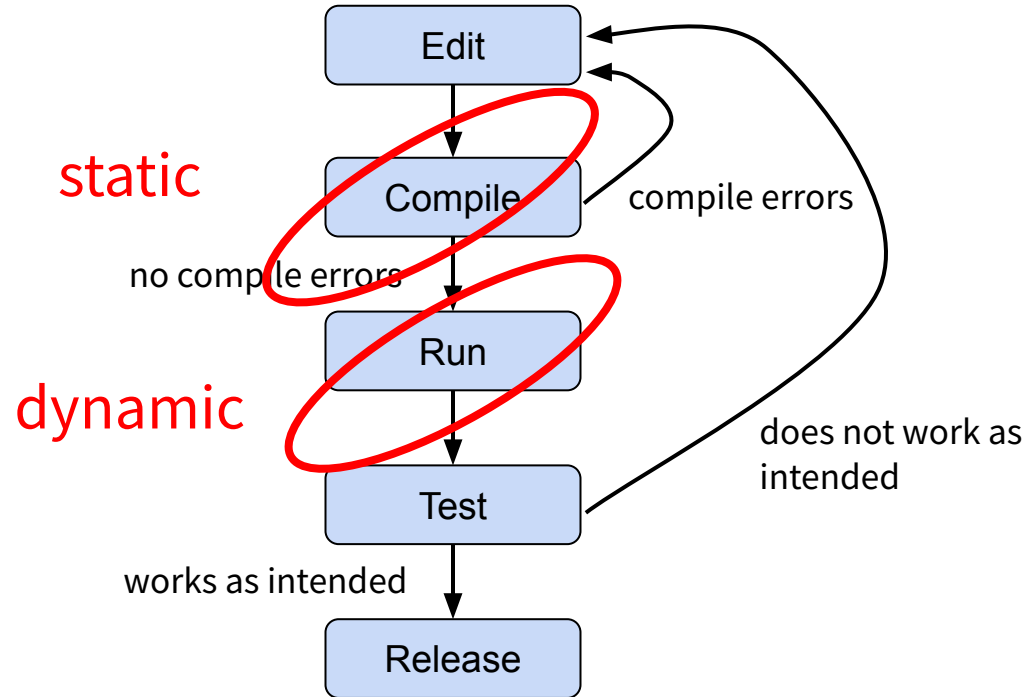 Edit
static
Compile
compile errors
no compile errors
Run
dynamic
does not work as
intended
Test
works as intended
Release